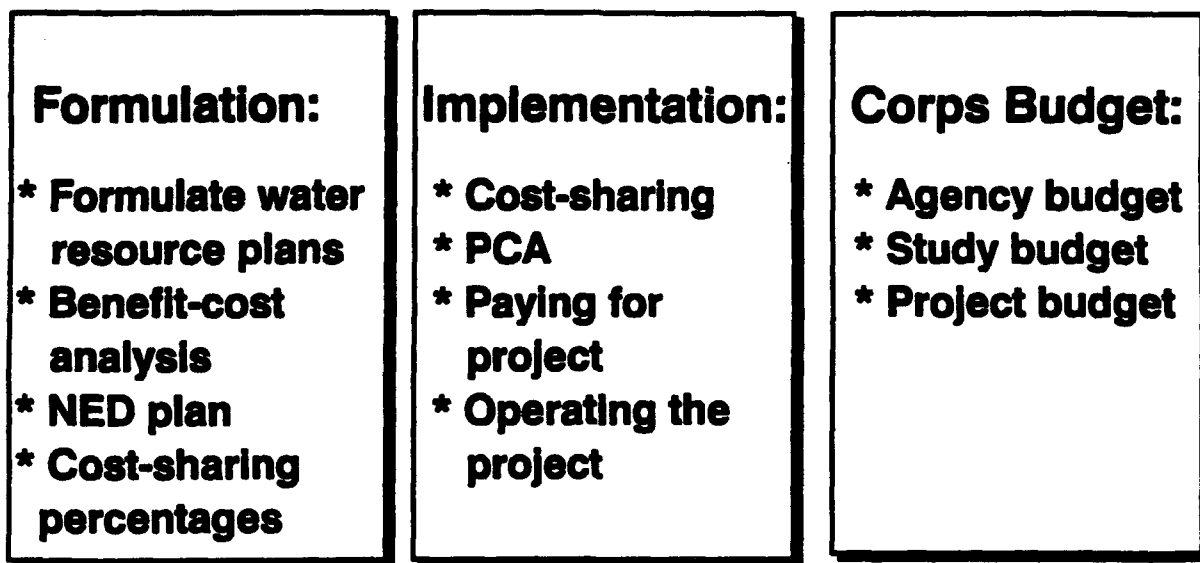 Formulation:
* Formulate water
resource plans
* Benefit-cost
analysis
* NED plan
* Cost-sharing
percentages
Implementation:
* Cost-sharing
* PCA
* Paying for
project
* Operating the
project
Corps Budget:
* Agency budget
* Study budget
* Project budget